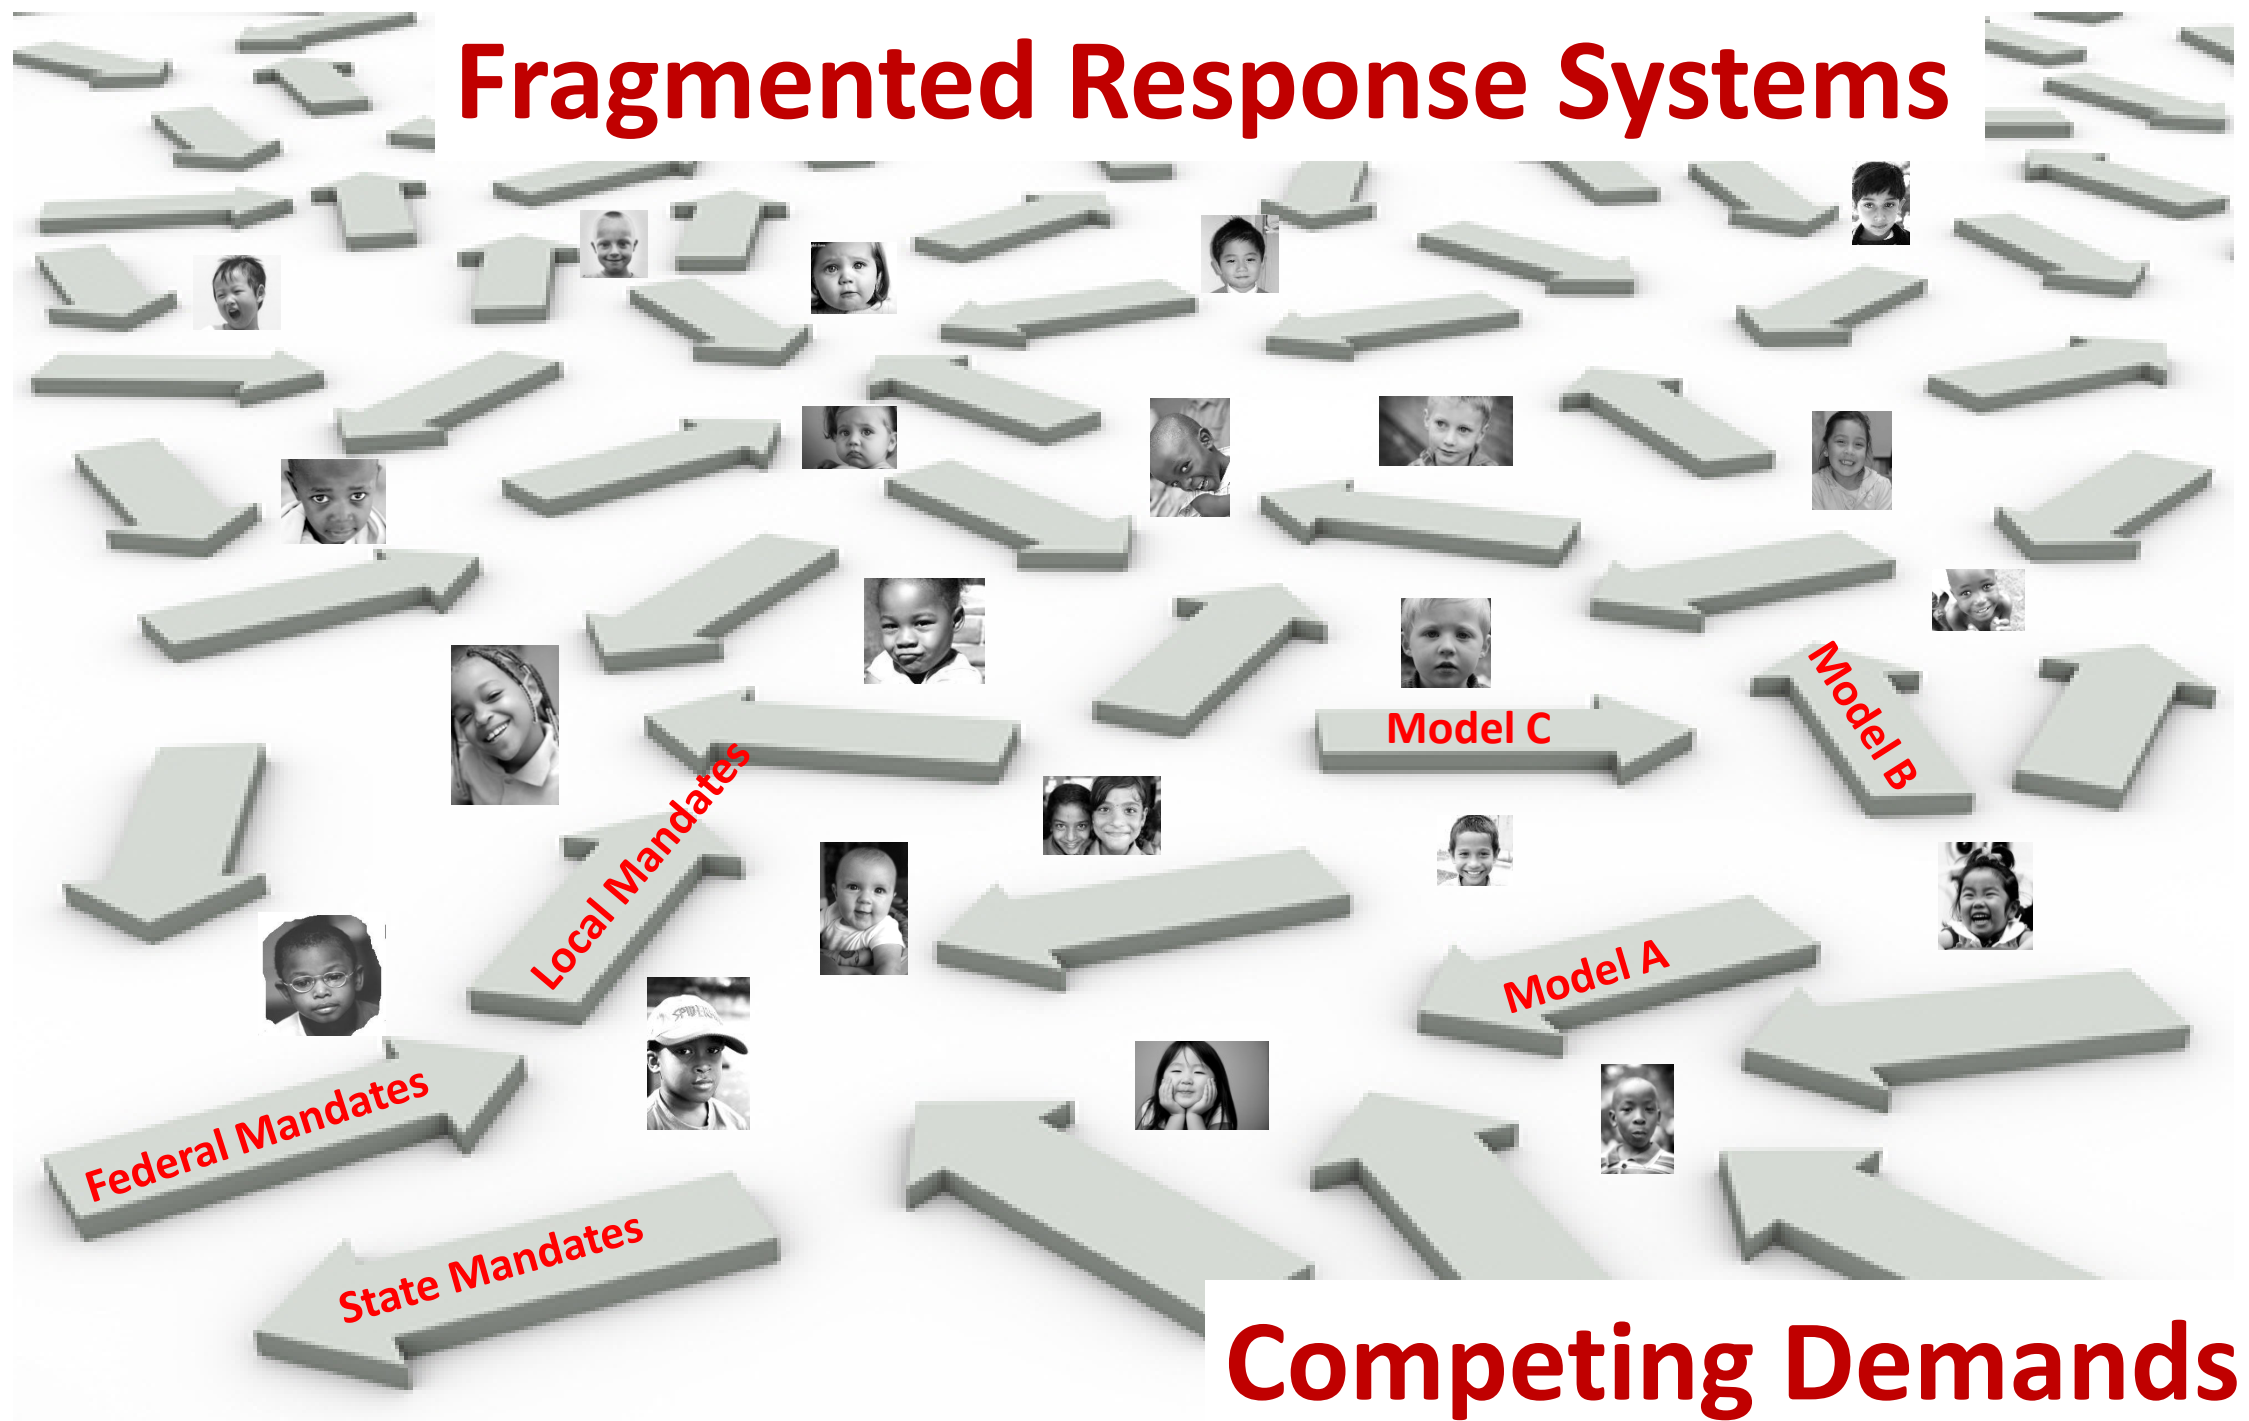 Fragmented Response Systems
Model B
Model C
Local Mandates
Model A
Federal Mandates
State Mandates
Competing Demands